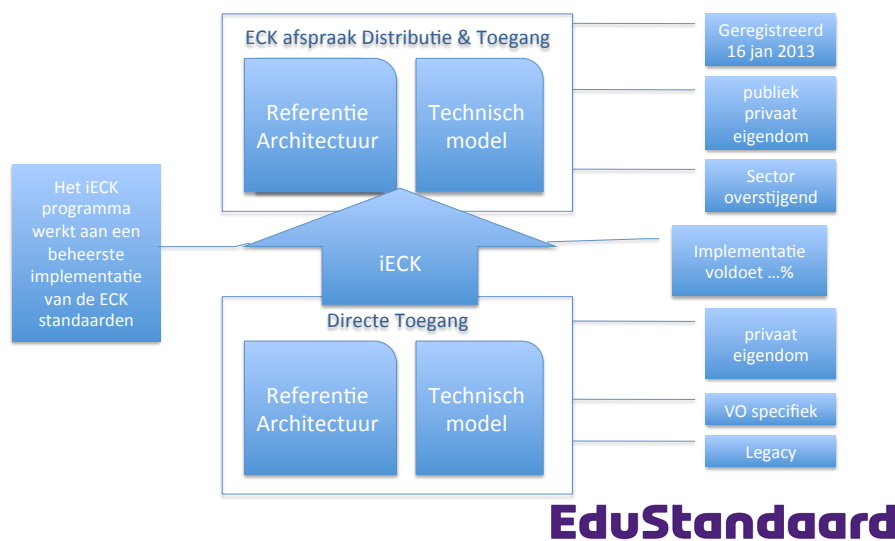 ECK afspraak Distributie & Toegang
Referentie
Architectuur
Technisch
model
Geregistreerd
16 jan 2013
publiek
privaat
eigendom
Sector
overstijgend
Het iECK
programma
werkt aan een
beheerste
implementatie
van de ECK
standaarden
iECK
Implementatie
voldoet ...%
Directe Toegang
Referentie
Architectuur
Technisch
model
privaat
eigendom
VO specifiek
Legacy
EduStandaard